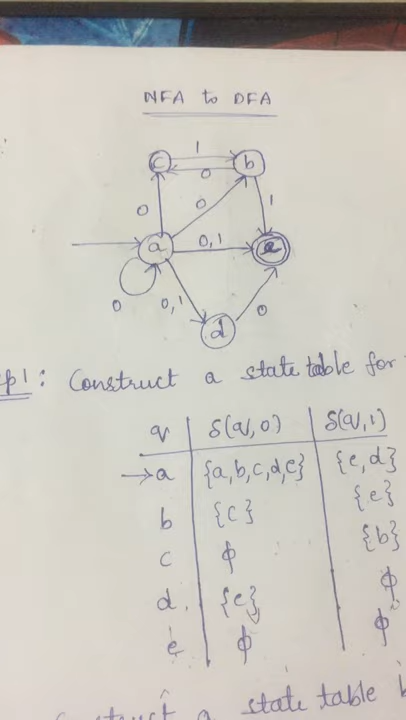 NFA to DFA
c 1 b
0
0 0 1
a 0,1 e
0 0,1 0
d
ep1: Construct a state table for
q δ(q,0) δ(q,1)
→a {a,b,c,d,e} {e,d}
b {c} {e}
c ϕ {b}
d. {e} ϕ
e ϕ ϕ
a state table